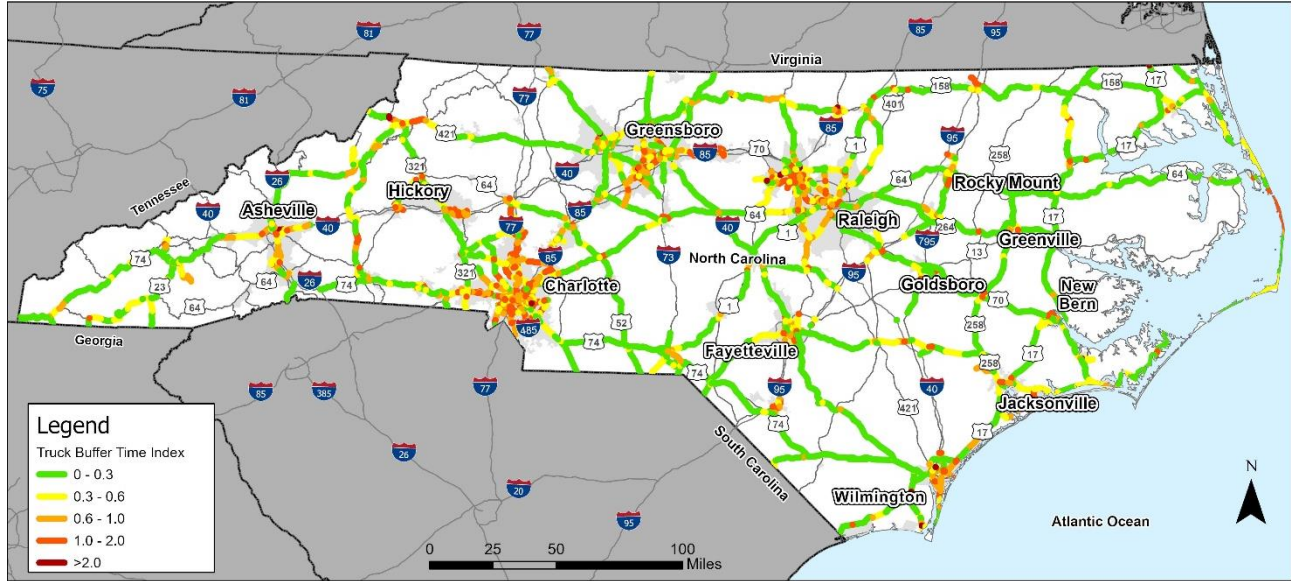 81
77
85
95
Virginia
75
81
77
158
17
158
401
421
Greensboro
85
95
70
85
1
258
17
26
321
40
64
Hickory
64
Rocky Mount
Tennessee
40
Asheville
40
77
85
64
40
Raleigh
64
17
264
795
Greenville
1
North Carolina
13
74
23
64
64
26
74
321
85
Charlotte
73
95
Goldsboro
70
New
Bern
258
1
52
485
74
Fayetteville
17
258
Georgia
74
Jacksonville
85
385
77
95
40
421
74
17
Legend
Truck Buffer Time Index
0 - 0.3
0.3 - 0.6
0.6 - 1.0
1.0 - 2.0
>2.0
26
20
95
South Carolina
Wilmington
N
Atlantic Ocean
0 25 50 100
Miles